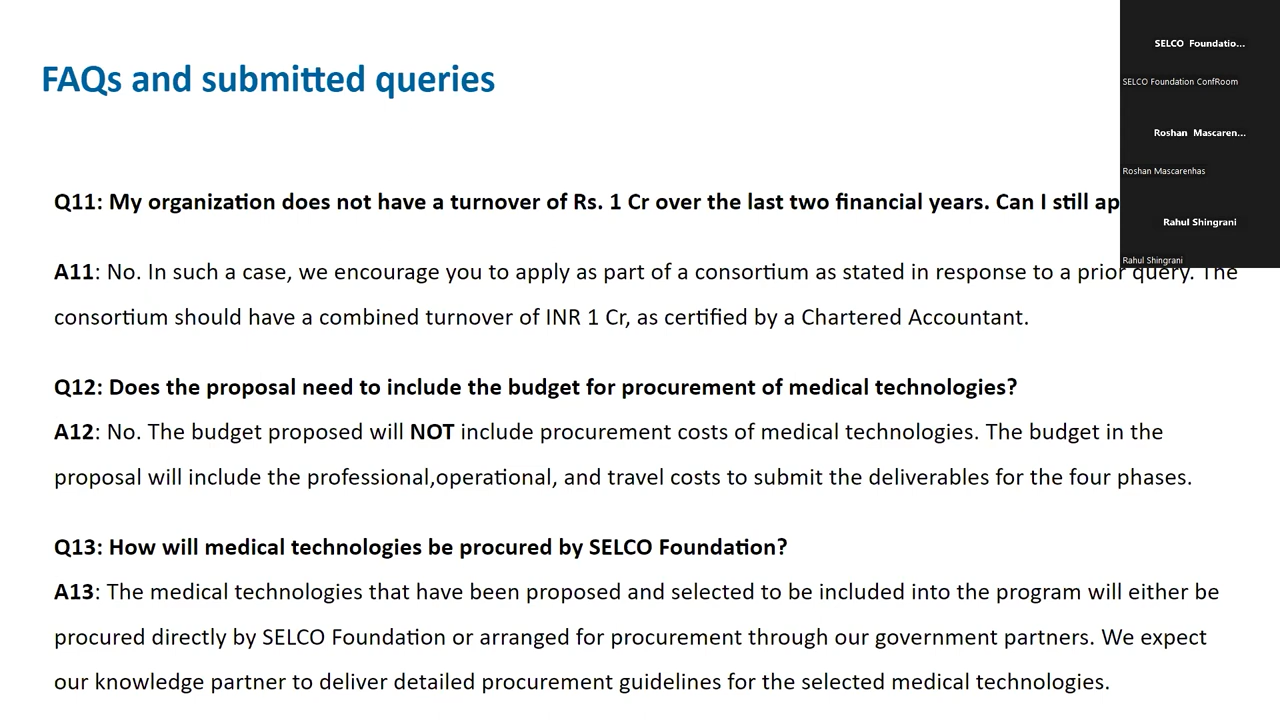 FAQs and submitted queries
SELCO Foundatio...
SELCO Foundation ConfRoom
Roshan Mascaren...
Roshan Mascarenhas
Rahul Shingrani
Rahul Shingrani
Q11: My organization does not have a turnover of Rs. 1 Cr over the last two financial years. Can I still ap
A11: No. In such a case, we encourage you to apply as part of a consortium as stated in response to a prior query. The
consortium should have a combined turnover of INR 1 Cr, as certified by a Chartered Accountant.
Q12: Does the proposal need to include the budget for procurement of medical technologies?
A12: No. The budget proposed will NOT include procurement costs of medical technologies. The budget in the
proposal will include the professional,operational, and travel costs to submit the deliverables for the four phases.
Q13: How will medical technologies be procured by SELCO Foundation?
A13: The medical technologies that have been proposed and selected to be included into the program will either be
procured directly by SELCO Foundation or arranged for procurement through our government partners. We expect
our knowledge partner to deliver detailed procurement guidelines for the selected medical technologies.